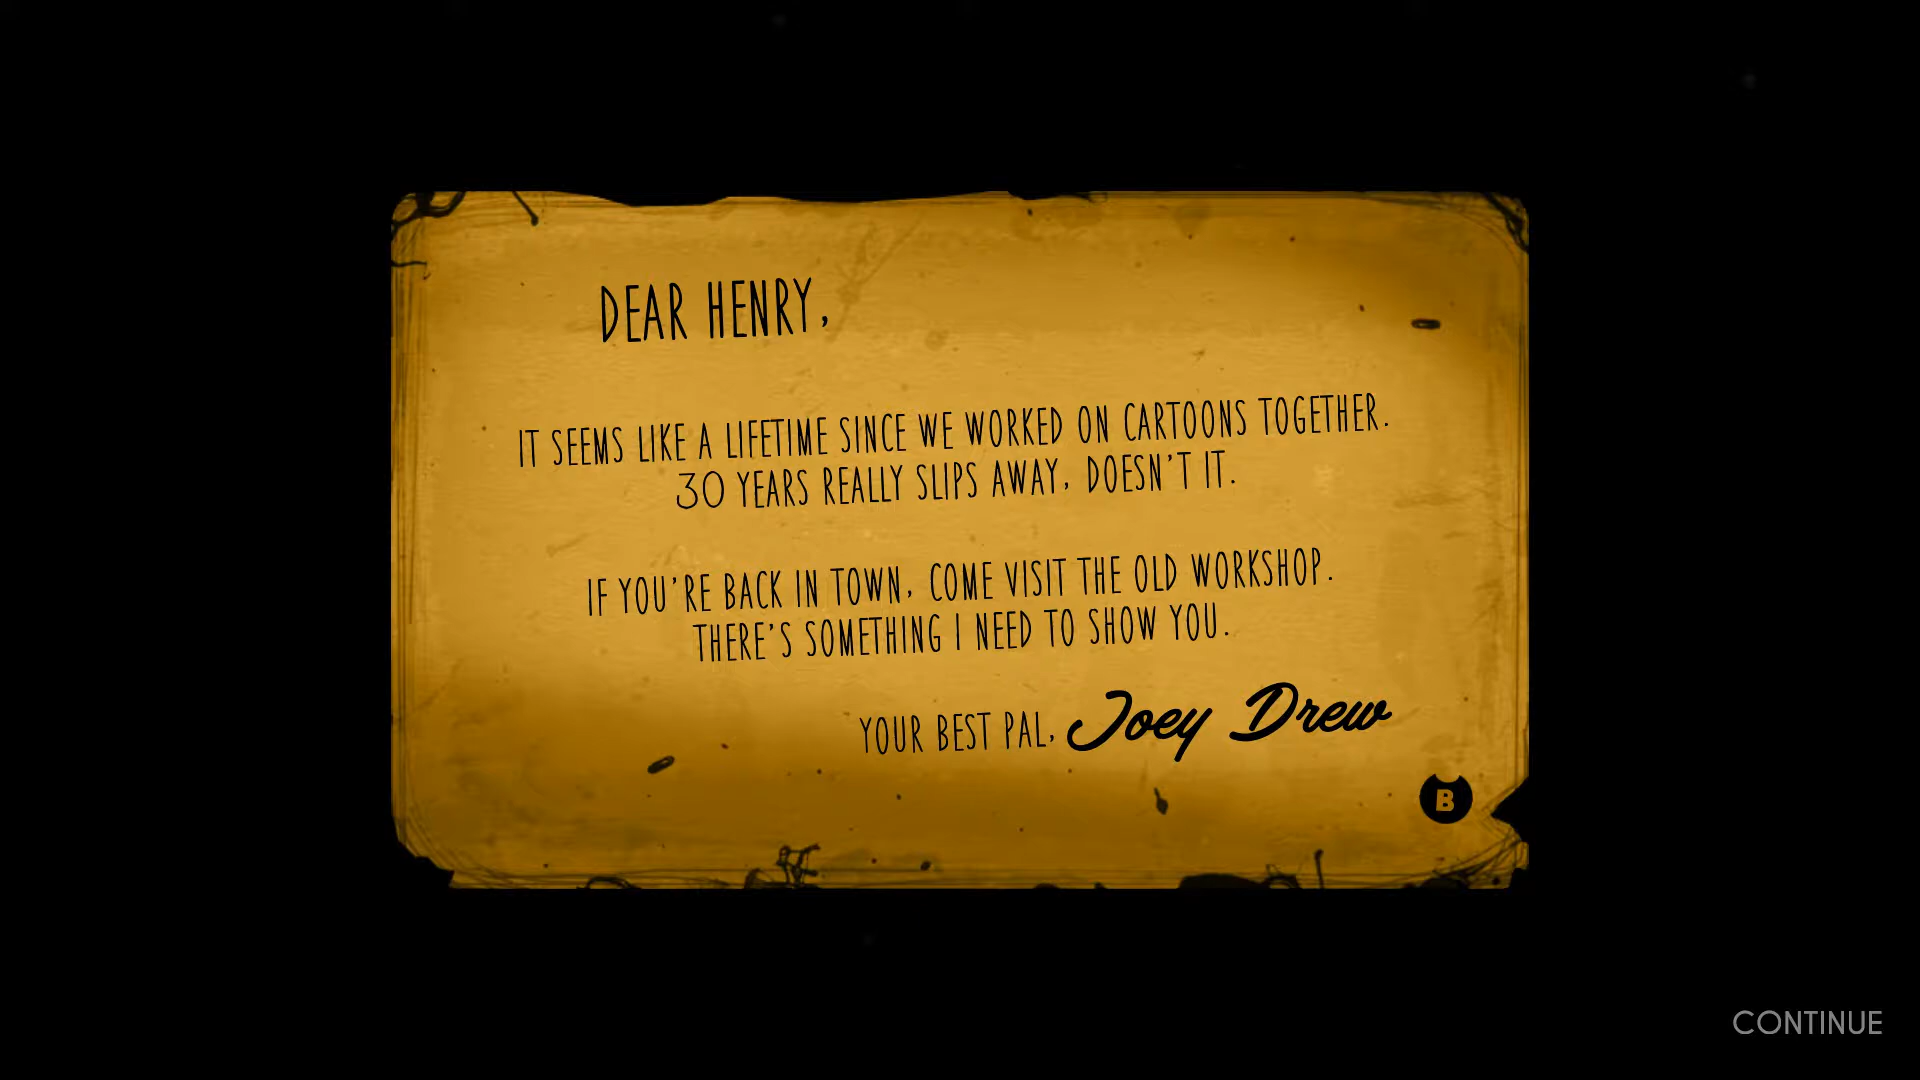 DEAR HENRY,
IT SEEMS LIKE A LIFETIME SINCE WE WORKED ON CARTOONS TOGETHER.
30 YEARS REALLY SLIPS AWAY, DOESN'T IT.
IF YOU'RE BACK IN TOWN, COME VISIT THE OLD WORKSHOP.
THERE'S SOMETHING I NEED TO SHOW YOU.
YOUR BEST PAL, Joey Drew
B
CONTINUE